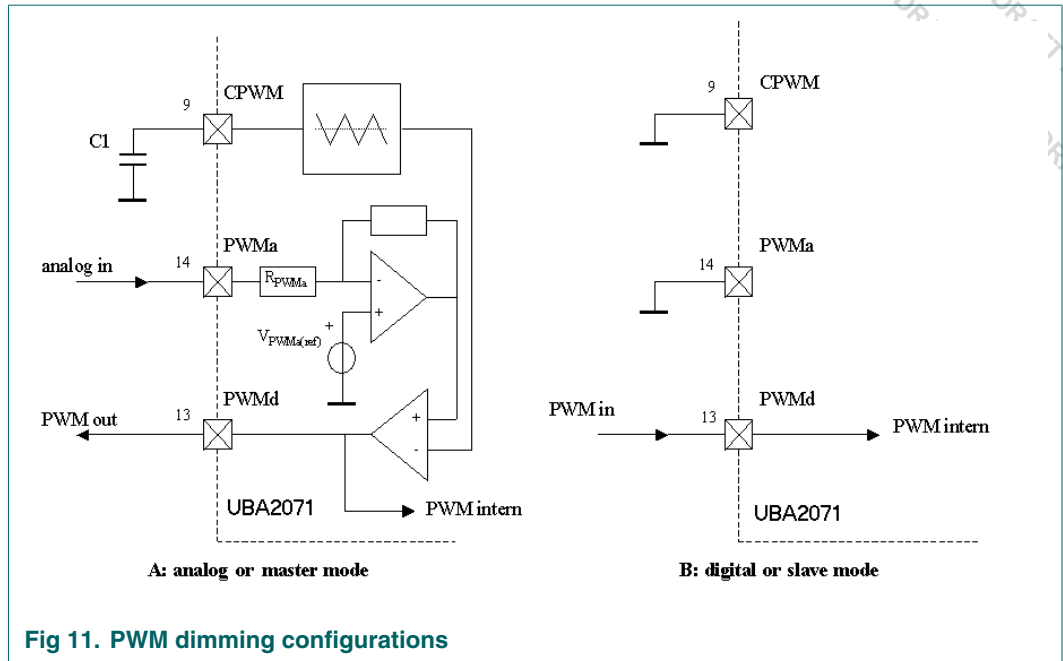 CPWM
9
C1
PWMa
14
analog in
RPWMa
-
+
+
VPWMa(ref)
PWMd
13
PWM out
+
-
UBA2071
PWM intern
A: analog or master mode
CPWM
9
PWMa
14
PWMd
13
PWM in
PWM intern
UBA2071
B: digital or slave mode
Fig 11. PWM dimming configurations